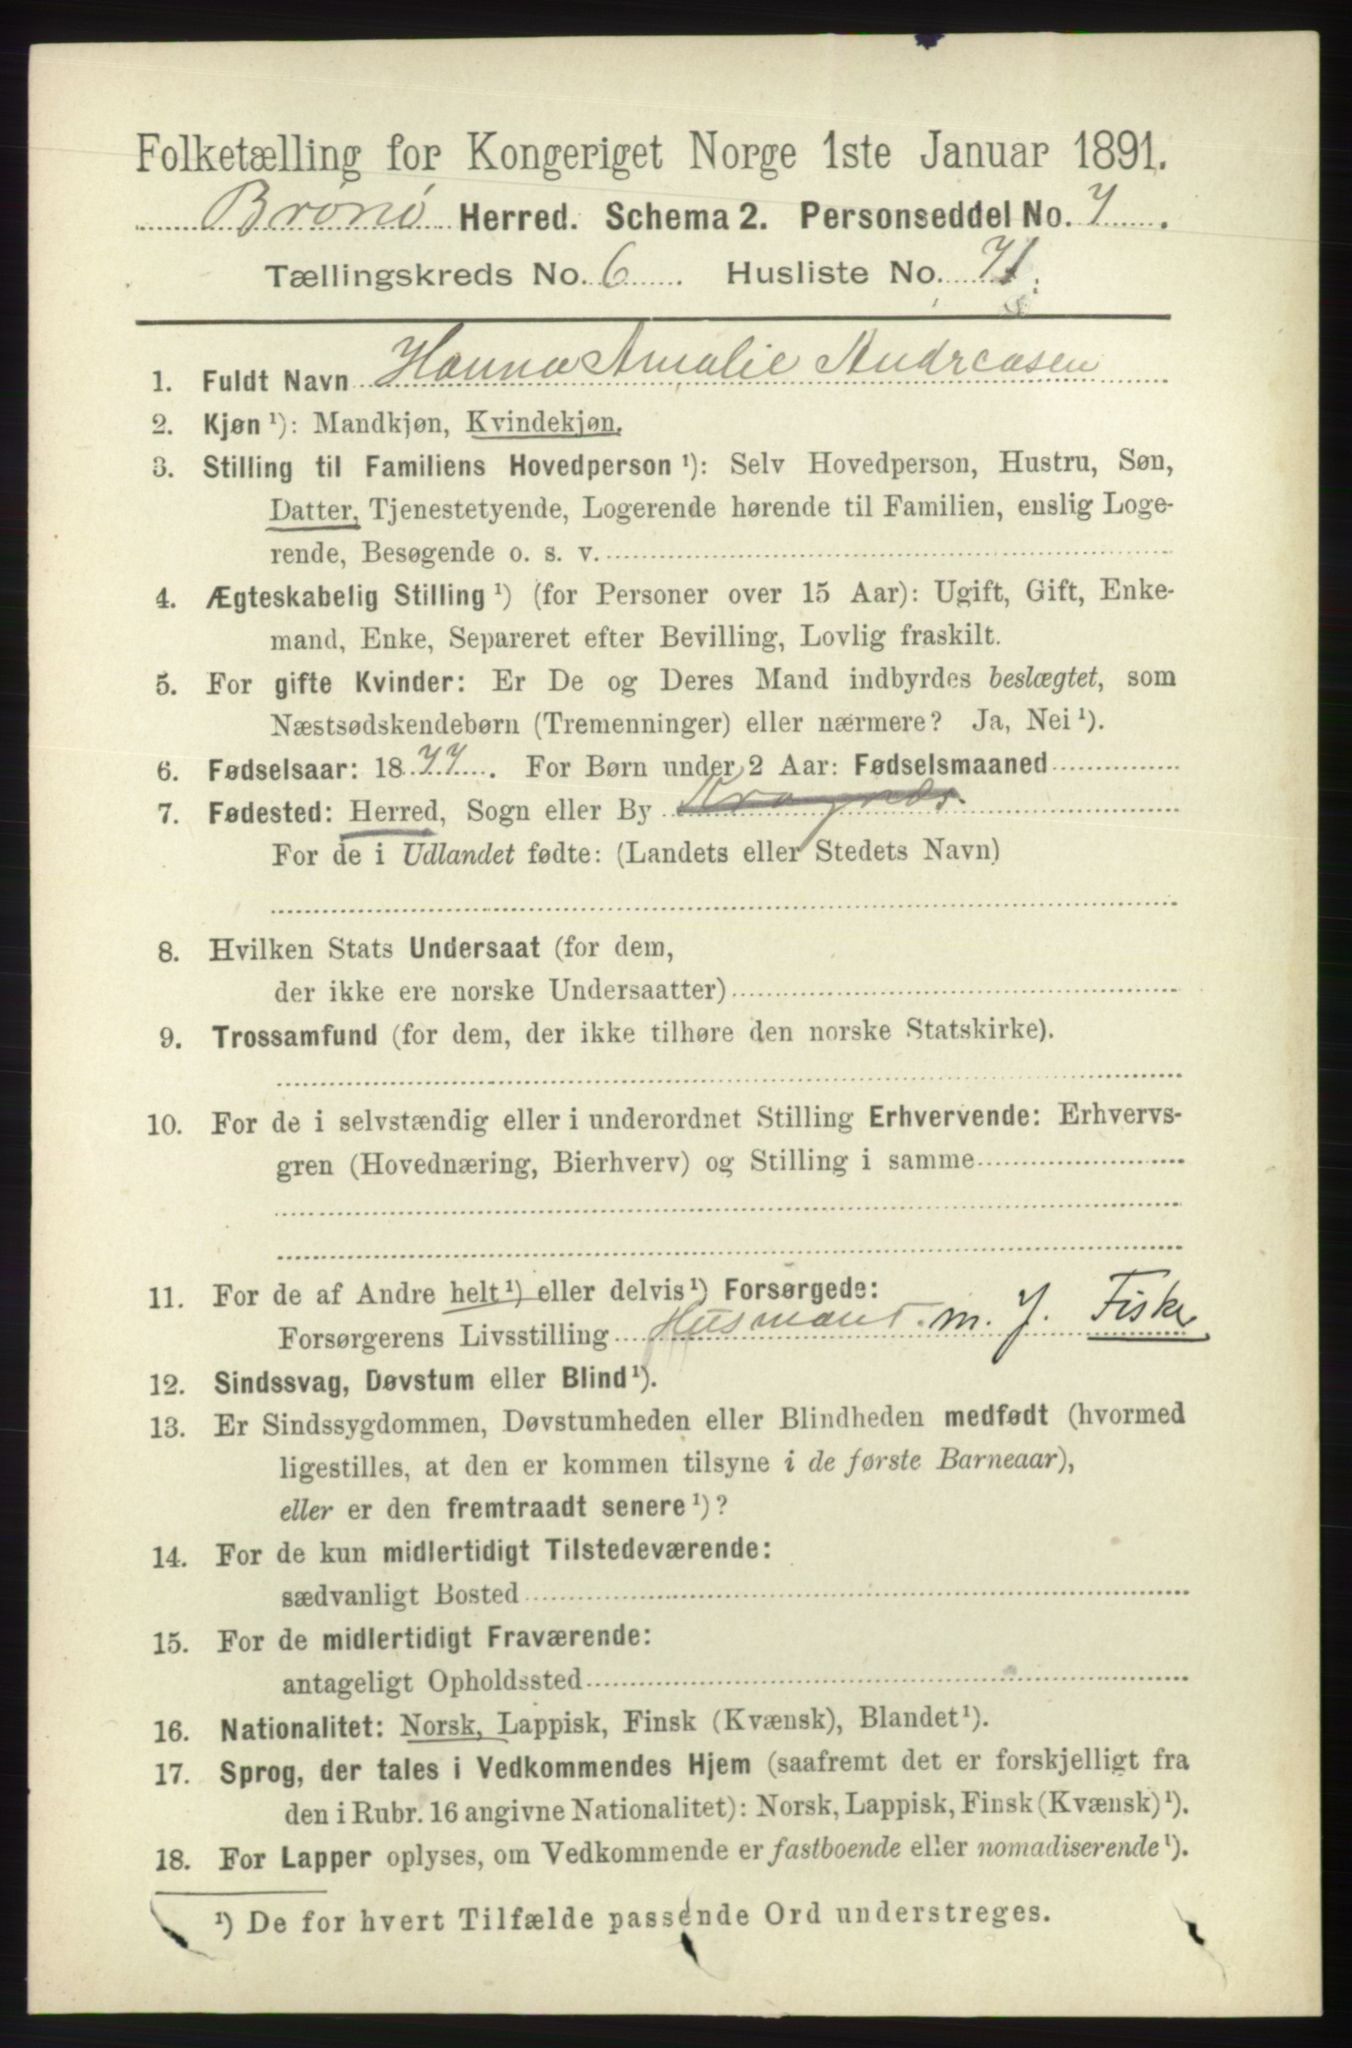 Folketælling for Kongeriget Norge 1ste Januar 1891.
Brønø Herred. Schema 2. Personseddel No. 7.
Tællingskreds No. 6. Husliste No. 71.
1. Fuldt Navn Hanna Amalie Andreasen
2. Kjøn ¹): Mandkjøn, Kvindekjøn.
3. Stilling til Familiens Hovedperson ¹): Selv Hovedperson, Hustru, Søn,
Datter, Tjenestetyende, Logerende hørende til Familien, enslig Loge-
rende, Besøgende o. s. v.
4. Ægteskabelig Stilling ¹) (for Personer over 15 Aar): Ugift, Gift, Enke-
mand, Enke, Separeret efter Bevilling, Lovlig fraskilt.
5. For gifte Kvinder: Er De og Deres Mand indbyrdes beslægtet, som
Næstsødskendebørn (Tremenninger) eller nærmere? Ja, Nei ¹).
6. Fødselsaar: 1877. For Børn under 2 Aar: Fødselsmaaned
7. Fødested: Herred, Sogn eller By
For de i Udlandet fødte: (Landets eller Stedets Navn)
8. Hvilken Stats Undersaat (for dem,
der ikke ere norske Undersaatter)
9. Trossamfund (for dem, der ikke tilhøre den norske Statskirke).
10. For de i selvstændig eller i underordnet Stilling Erhvervende: Erhvervs-
gren (Hovednæring, Bierhverv) og Stilling i samme
11. For de af Andre helt ¹) eller delvis ¹) Forsørgede:
Forsørgerens Livsstilling Husmand m. J. Fisker
12. Sindssvag, Døvstum eller Blind ¹).
13. Er Sindssygdommen, Døvstumheden eller Blindheden medfødt (hvormed
ligestilles, at den er kommen tilsyne i de første Barneaar),
eller er den fremtraadt senere ¹)?
14. For de kun midlertidigt Tilstedeværende:
sædvanligt Bosted
15. For de midlertidigt Fraværende:
antageligt Opholdssted
16. Nationalitet: Norsk, Lappisk, Finsk (Kvænsk), Blandet ¹).
17. Sprog, der tales i Vedkommendes Hjem (saafremt det er forskjelligt fra
den i Rubr. 16 angivne Nationalitet): Norsk, Lappisk, Finsk (Kvænsk) ¹).
18. For Lapper oplyses, om Vedkommende er fastboende eller nomadiserende ¹).
¹) De for hvert Tilfælde passende Ord understreges.